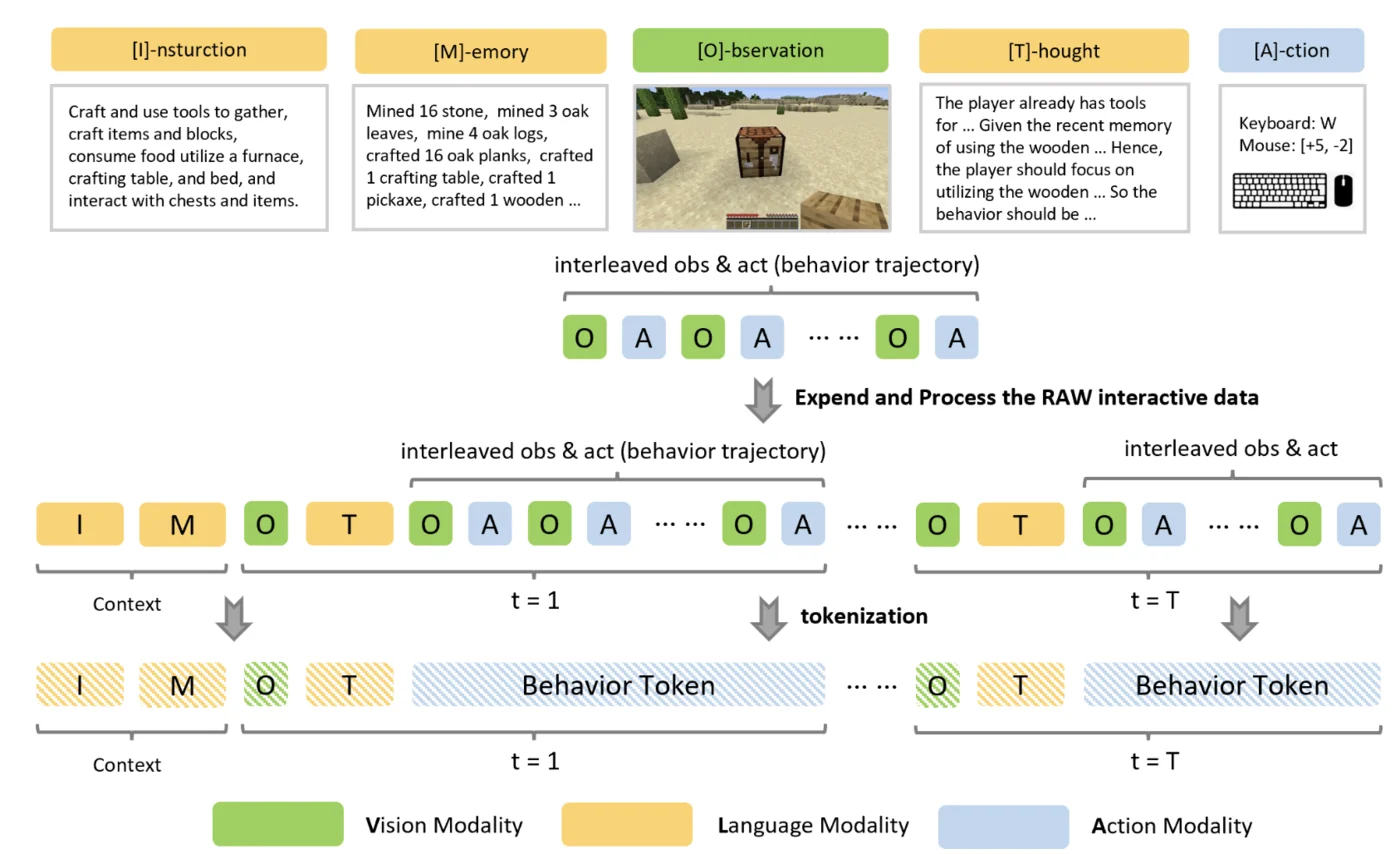 [I]-nsturction
[M]-emory
[O]-bservation
[T]-hought
[A]-ction
Craft and use tools to gather,
craft items and blocks,
consume food utilize a furnace,
crafting table, and bed, and
interact with chests and items.
Mined 16 stone, mined 3 oak
leaves, mine 4 oak logs,
crafted 16 oak planks, crafted
1 crafting table, crafted 1
pickaxe, crafted 1 wooden ...
The player already has tools
for ... Given the recent memory
of using the wooden ... Hence,
the player should focus on
utilizing the wooden ... So the
behavior should be ...
Keyboard: W
Mouse: [+5, -2]
interleaved obs & act (behavior trajectory)
O A O A ... ... O A
Expend and Process the RAW interactive data
interleaved obs & act (behavior trajectory)
interleaved obs & act
I M O T O A O A ... ... O A ... ... O T O A ... ... O A
Context
t = 1
t = T
tokenization
I M O T Behavior Token ... ... O T Behavior Token
Context
t = 1
t = T
Vision Modality
Language Modality
Action Modality